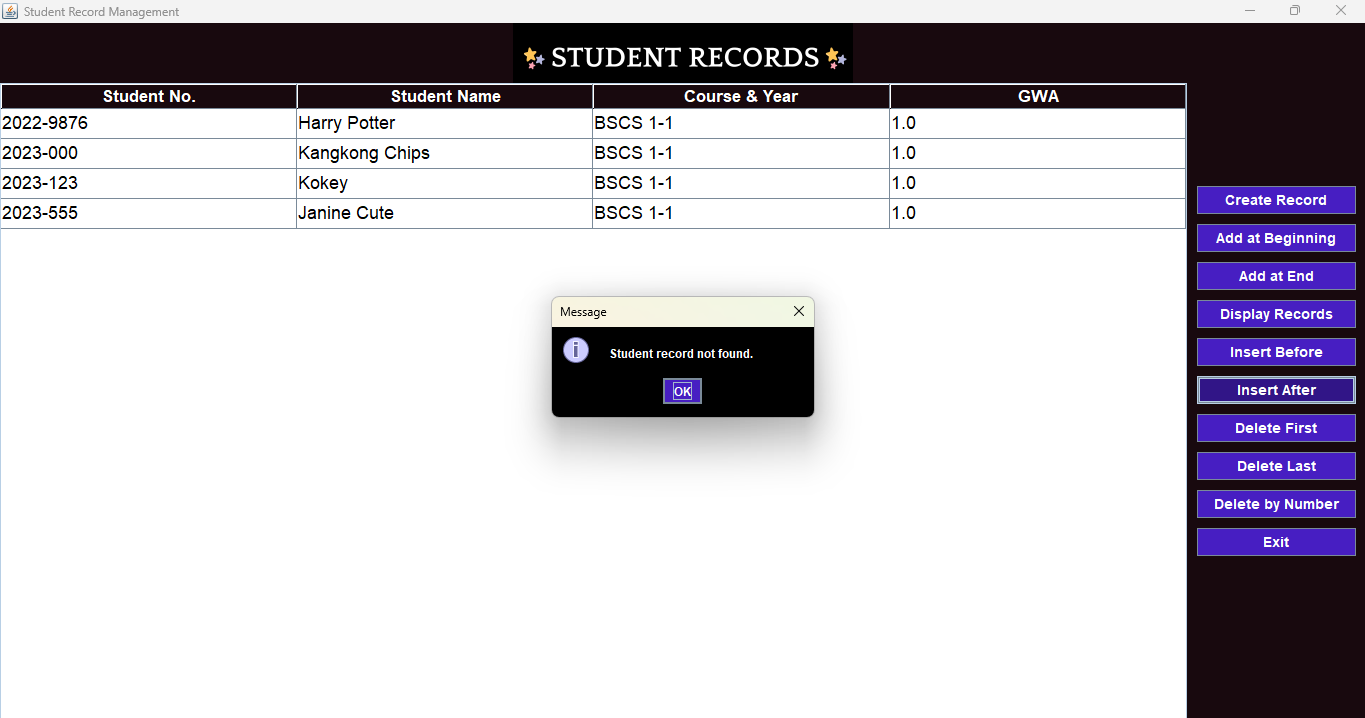 Student Record Management
STUDENT RECORDS
Student No. Student Name Course & Year GWA
2022-9876 Harry Potter BSCS 1-1 1.0
2023-000 Kangkong Chips BSCS 1-1 1.0
2023-123 Kokey BSCS 1-1 1.0
2023-555 Janine Cute BSCS 1-1 1.0
Message
Student record not found.
OK
Create Record
Add at Beginning
Add at End
Display Records
Insert Before
Insert After
Delete First
Delete Last
Delete by Number
Exit